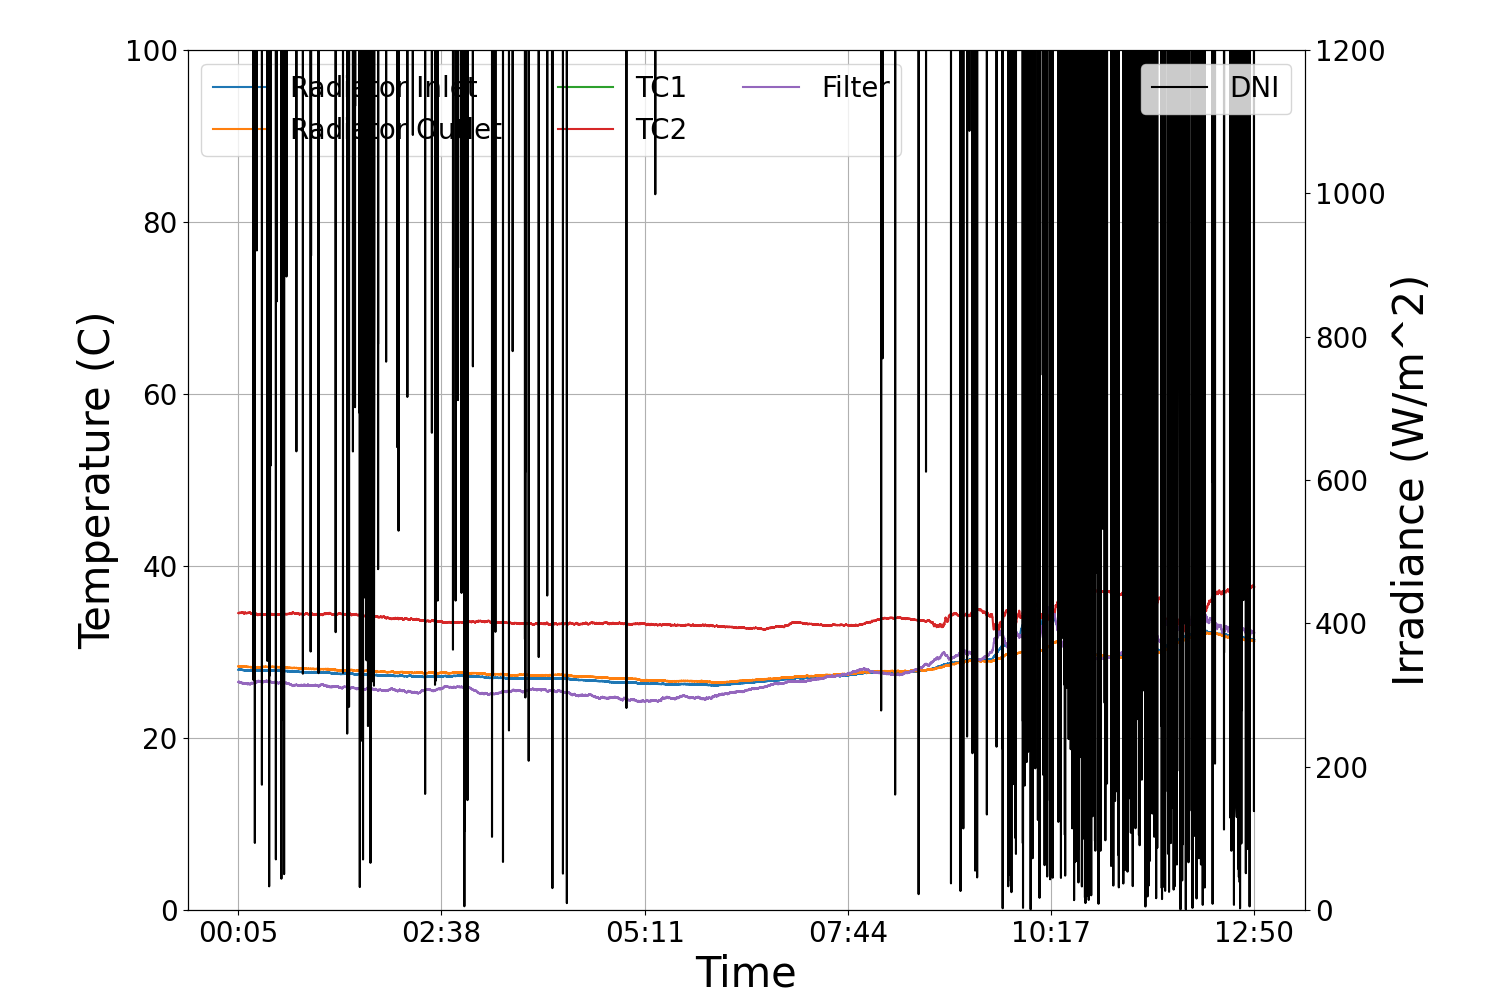 100
80
60
40
20
0
Temperature (C)
Radiator Inlet
Radiator Outlet
TC1
TC2
Filter
DNI
1200
1000
800
600
400
200
0
Irradiance (W/m^2)
00:05
02:38
05:11
07:44
10:17
12:50
Time